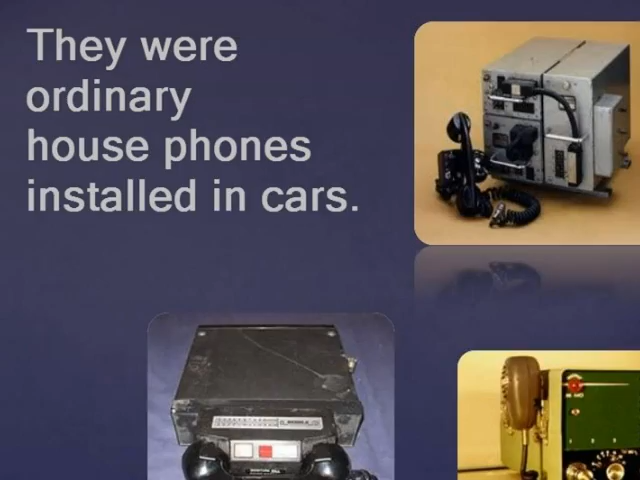 They were
ordinary
house phones
installed in cars.